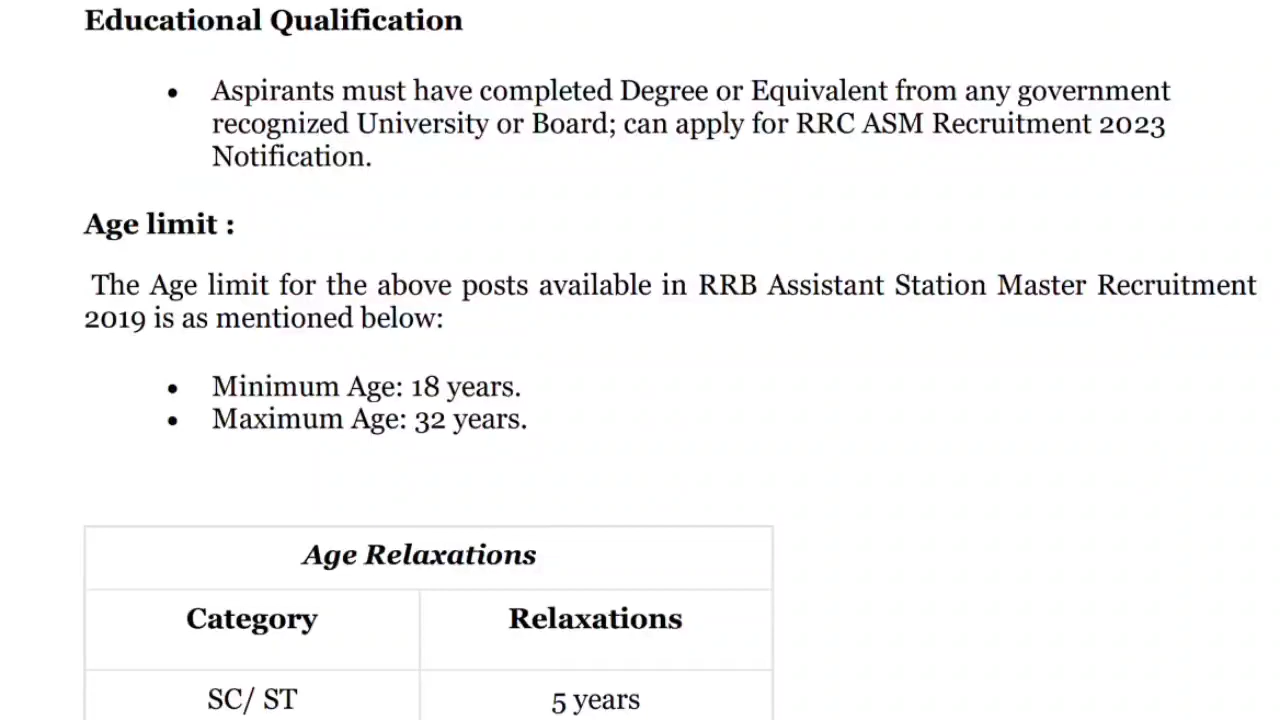 Educational Qualification
• Aspirants must have completed Degree or Equivalent from any government
recognized University or Board; can apply for RRC ASM Recruitment 2023
Notification.
Age limit :
The Age limit for the above posts available in RRB Assistant Station Master Recruitment
2019 is as mentioned below:
• Minimum Age: 18 years.
• Maximum Age: 32 years.
Age Relaxations
Category Relaxations
SC/ ST 5 years